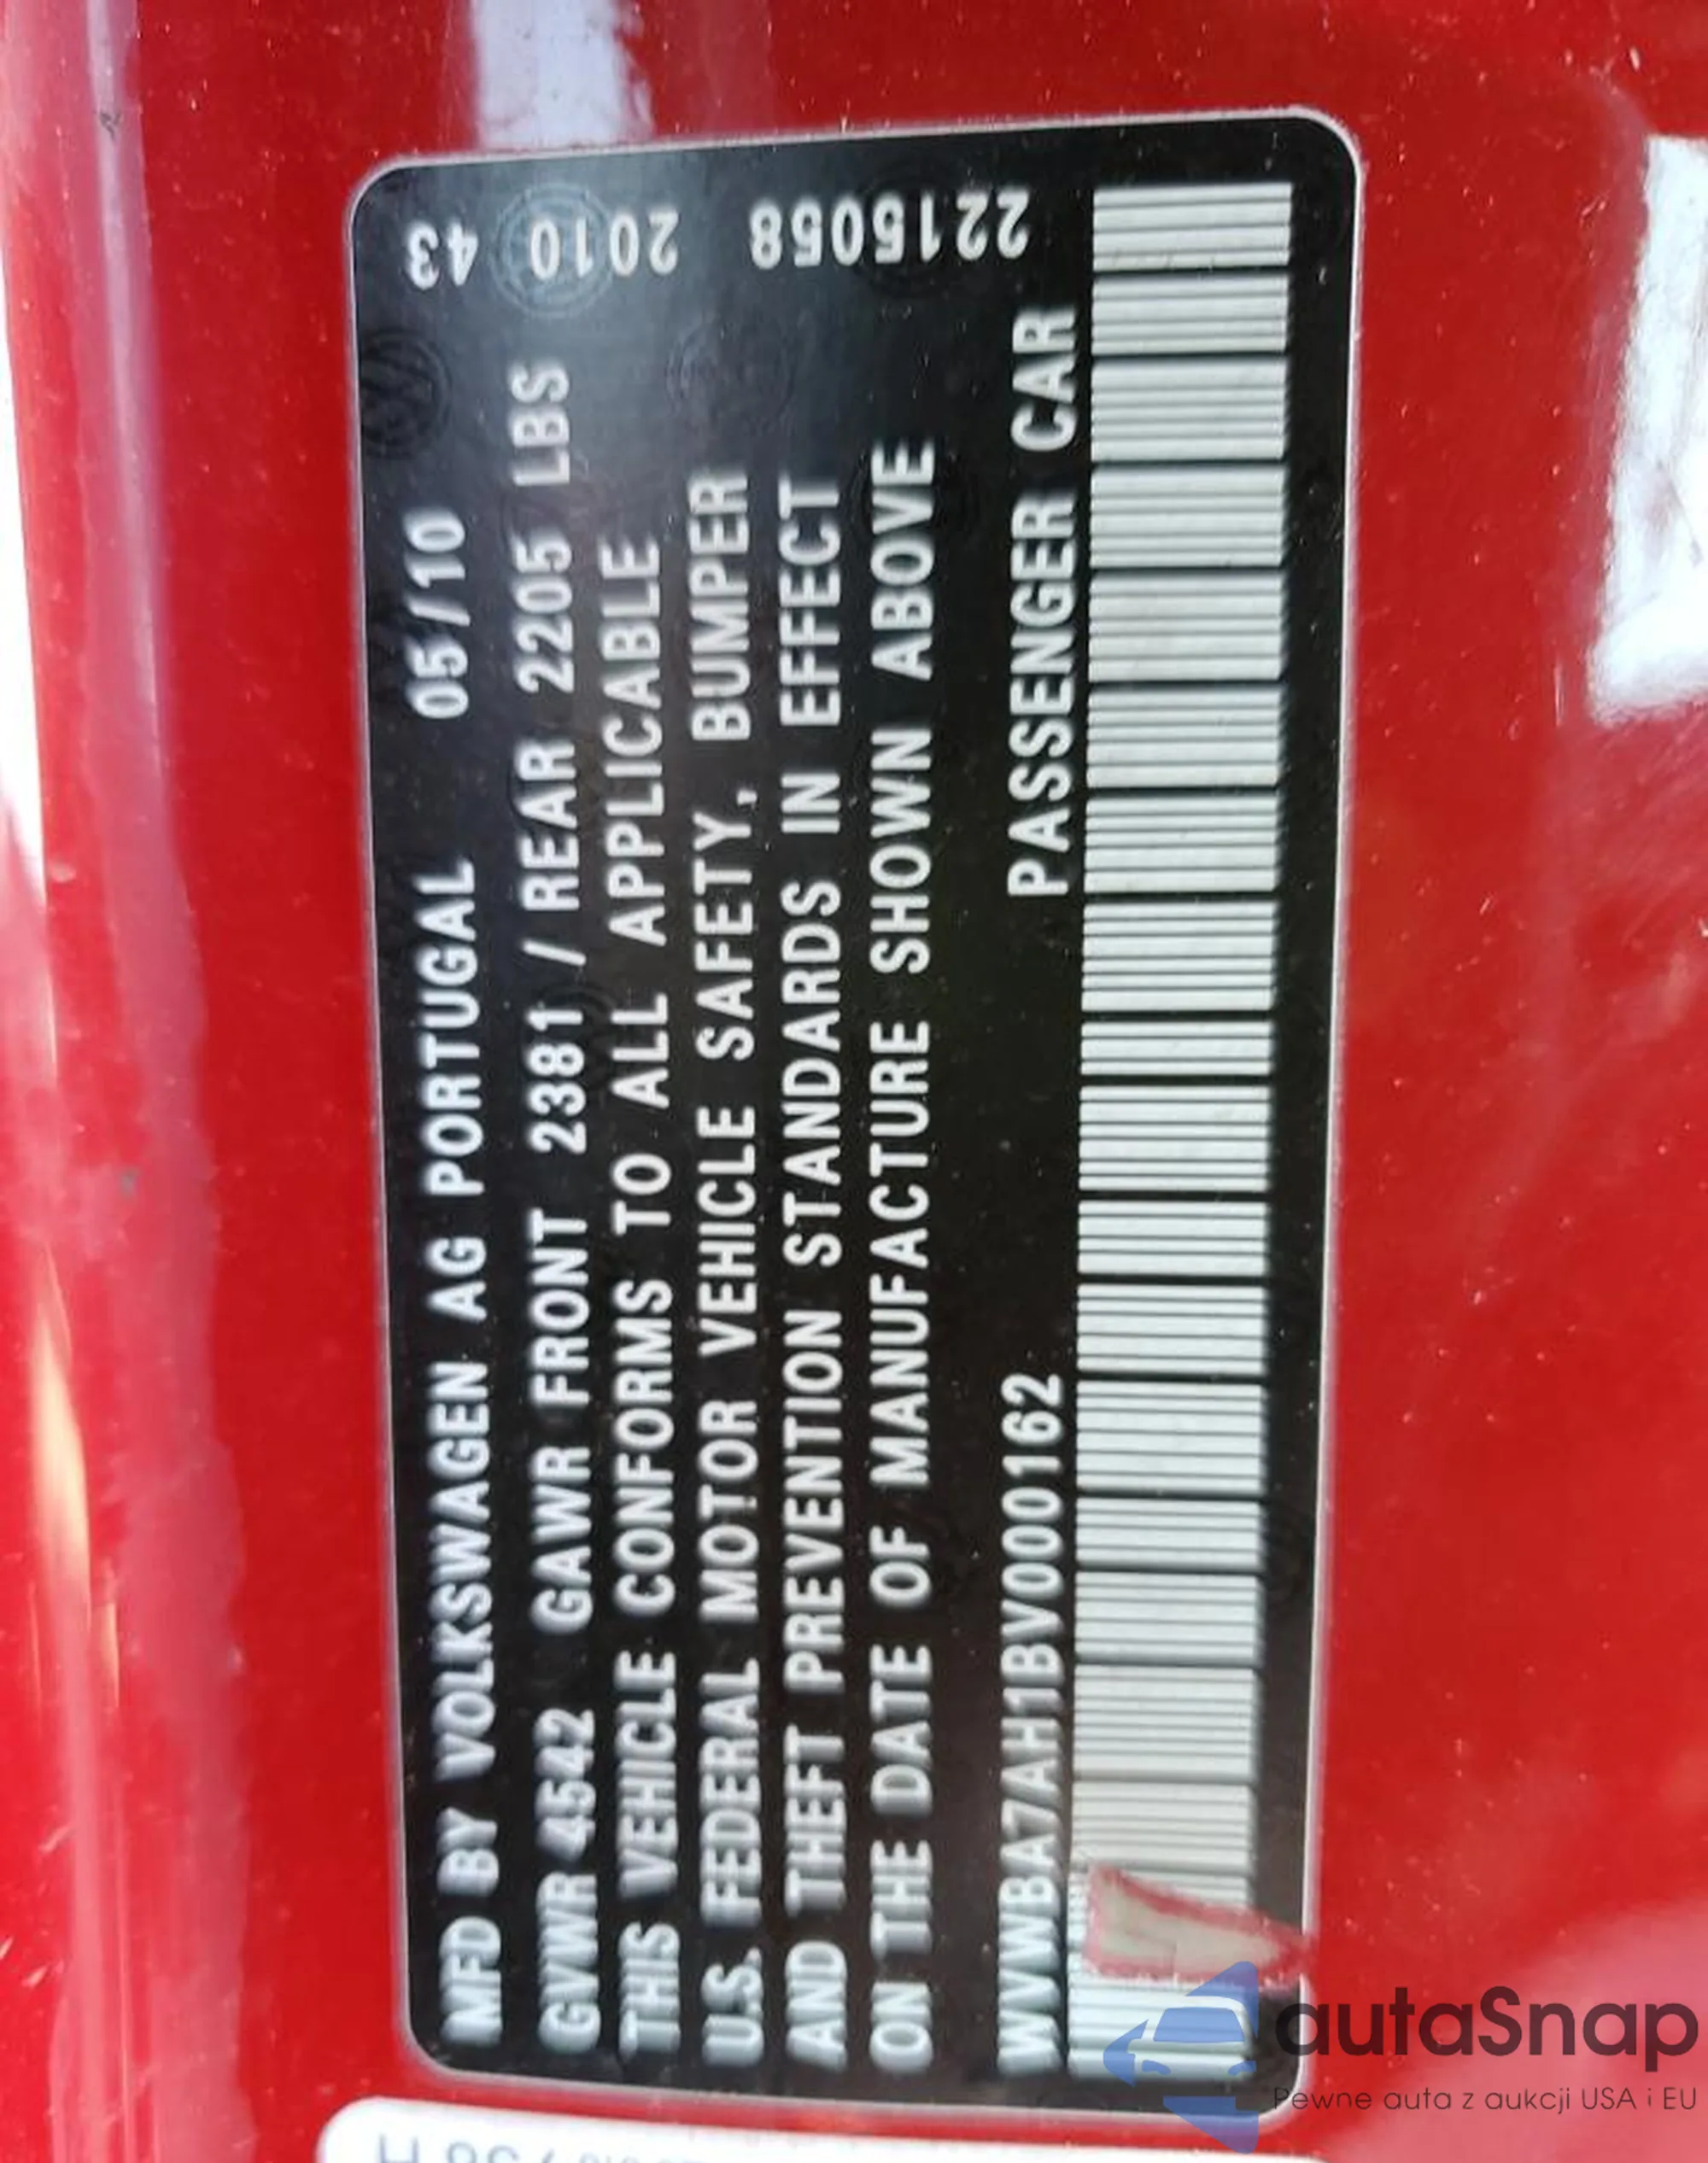 MFD BY VOLKSWAGEN AG PORTUGAL 05/10
GVWR 4542 GAWR FRONT 2381 / REAR 2205 LBS
THIS VEHICLE CONFORMS TO ALL APPLICABLE
U.S. FEDERAL MOTOR VEHICLE SAFETY, BUMPER
AND THEFT PREVENTION STANDARDS IN EFFECT
ON THE DATE OF MANUFACTURE SHOWN ABOVE
WVWBA7AH1BV000162 PASSENGER CAR
2215058 2010 43
autaSnap
Pewne auta z aukcji USA i EU